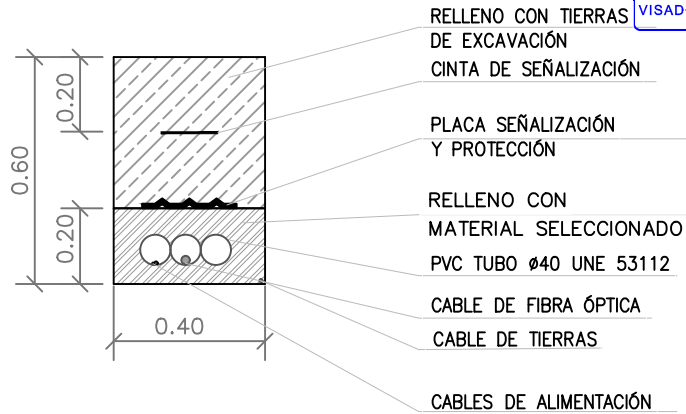 RELLENO CON TIERRAS
DE EXCAVACIÓN
VISAD
CINTA DE SEÑALIZACIÓN
PLACA SEÑALIZACIÓN
Y PROTECCIÓN
RELLENO CON
MATERIAL SELECCIONADO
PVC TUBO ø40 UNE 53112
CABLE DE FIBRA ÓPTICA
CABLE DE TIERRAS
CABLES DE ALIMENTACIÓN
0.20
0.60
0.20
0.40